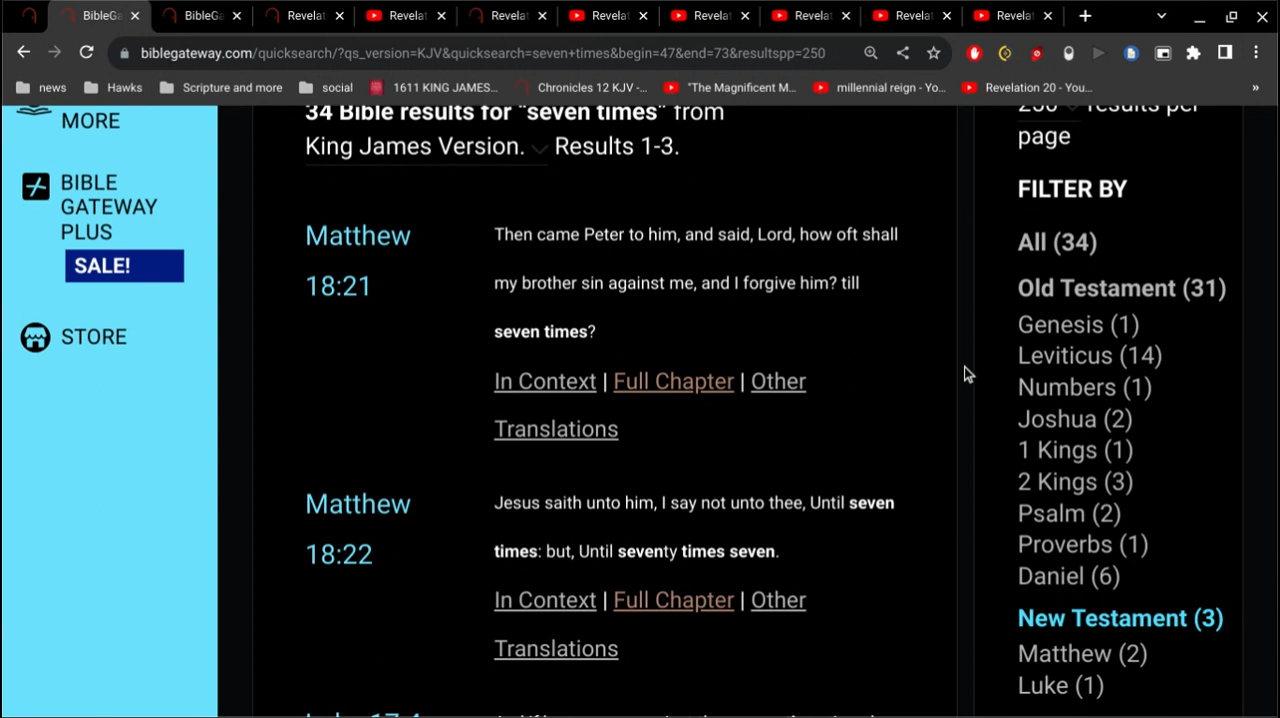 BibleGa
BibleGa
Revelat
Revelat
Revelat
Revelat
Revelat
Revelat
Revelat
Revelat
biblegateway.com/quicksearch/?qs_version=KJV&quicksearch=seven+times&begin=47&end=73&resultspp=250
news
Hawks
Scripture and more
social
1611 KING JAMES...
Chronicles 12 KJV -...
"The Magnificent M...
millennial reign - Yo...
Revelation 20 - You...
»
MORE
BIBLE
GATEWAY
PLUS
SALE!
STORE
34 Bible results for "seven times" from
King James Version. Results 1-3.
Matthew
18:21
Then came Peter to him, and said, Lord, how oft shall
my brother sin against me, and I forgive him? till
seven times?
In Context | Full Chapter | Other
Translations
Matthew
18:22
Jesus saith unto him, I say not unto thee, Until seven
times: but, Until seventy times seven.
In Context | Full Chapter | Other
Translations
250 results per
page
FILTER BY
All (34)
Old Testament (31)
Genesis (1)
Leviticus (14)
Numbers (1)
Joshua (2)
1 Kings (1)
2 Kings (3)
Psalm (2)
Proverbs (1)
Daniel (6)
New Testament (3)
Matthew (2)
Luke (1)